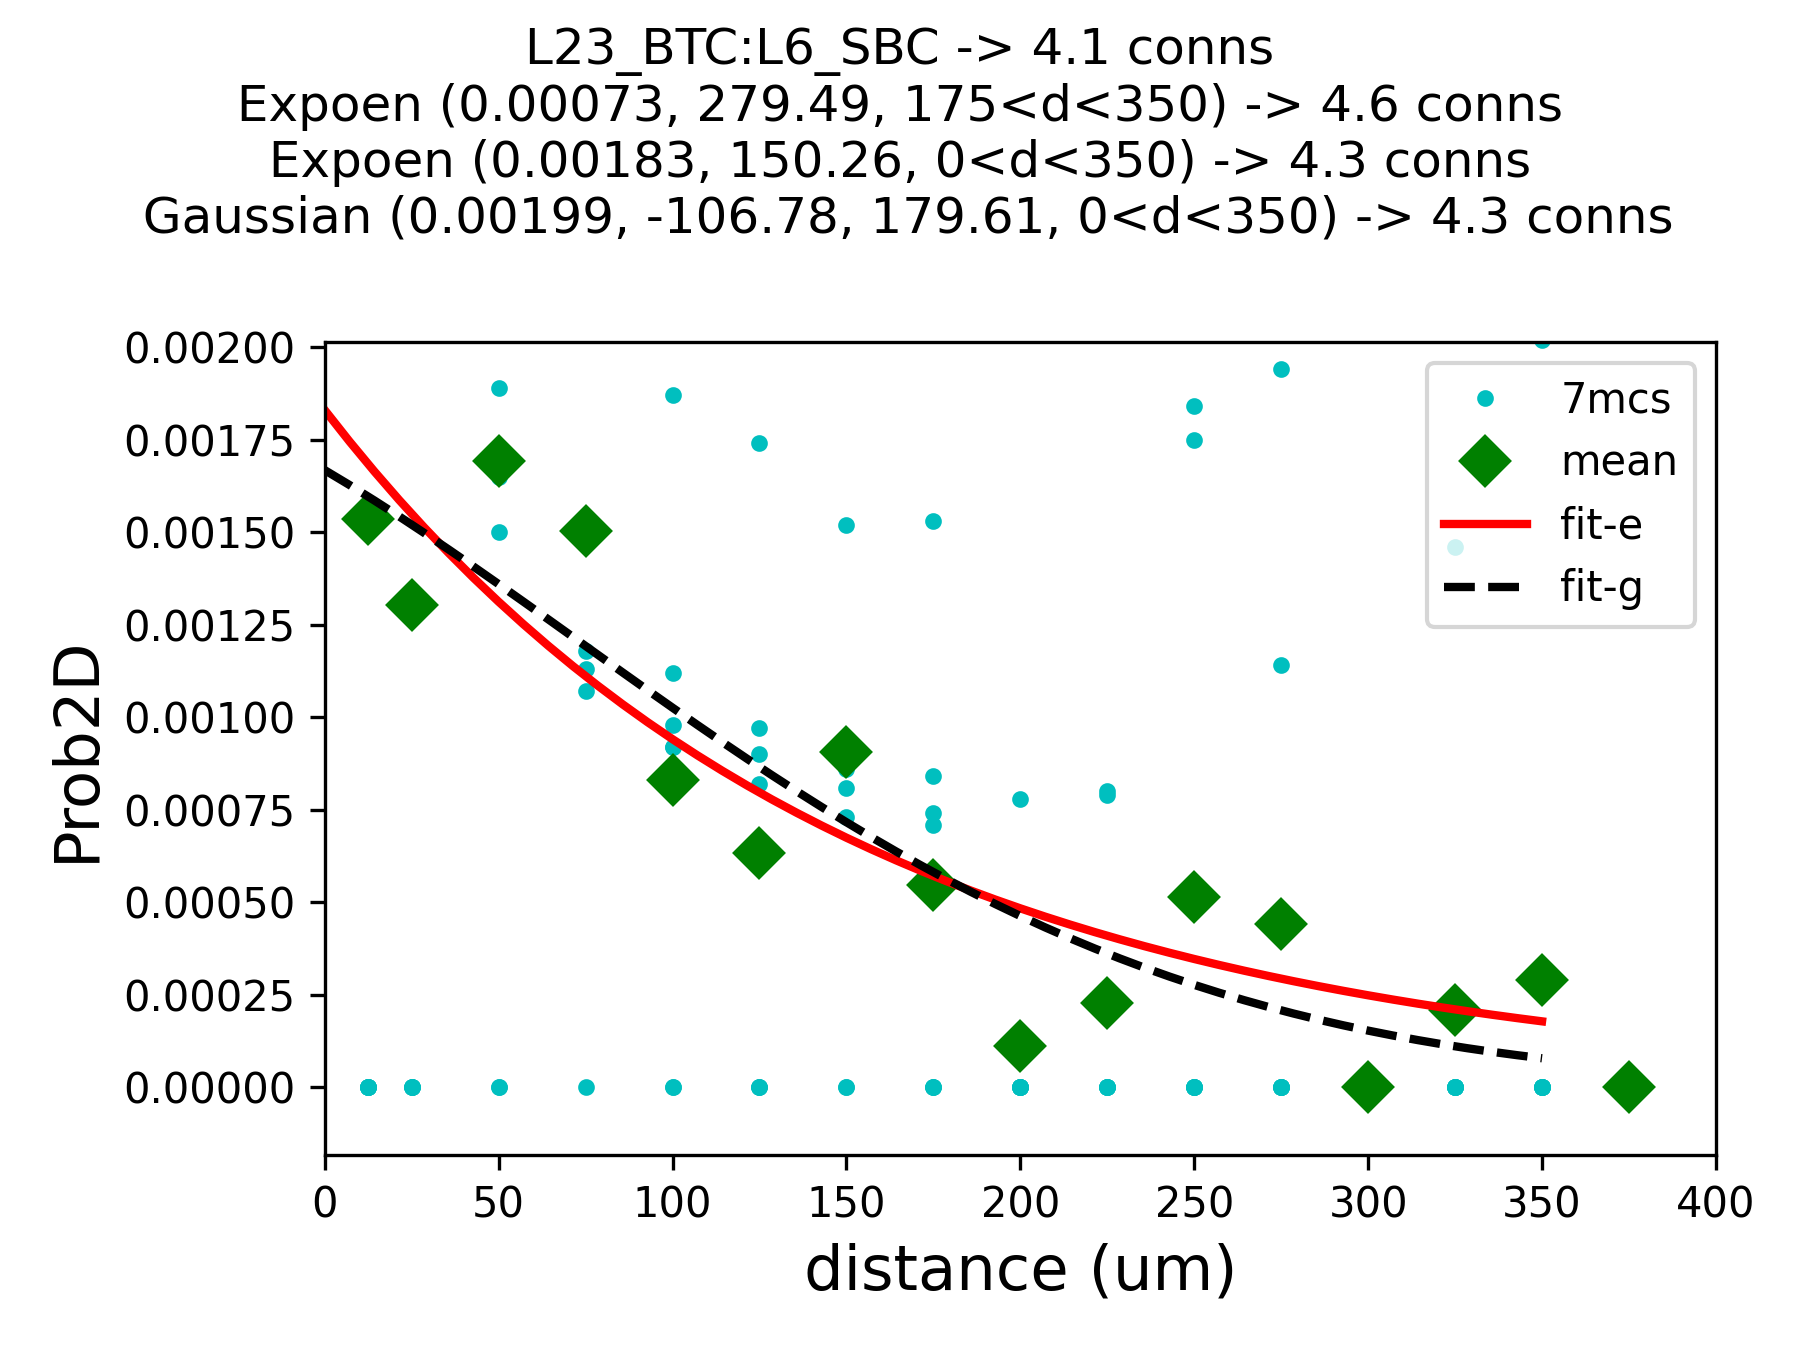 L23_BTC:L6_SBC -> 4.1 conns
Expoen (0.00073, 279.49, 175<d<350) -> 4.6 conns
Expoen (0.00183, 150.26, 0<d<350) -> 4.3 conns
Gaussian (0.00199, -106.78, 179.61, 0<d<350) -> 4.3 conns
0.00200
0.00175
0.00150
0.00125
0.00100
0.00075
0.00050
0.00025
0.00000
Prob2D
7mcs
mean
fit-e
fit-g
0 50 100 150 200 250 300 350 400
distance (um)